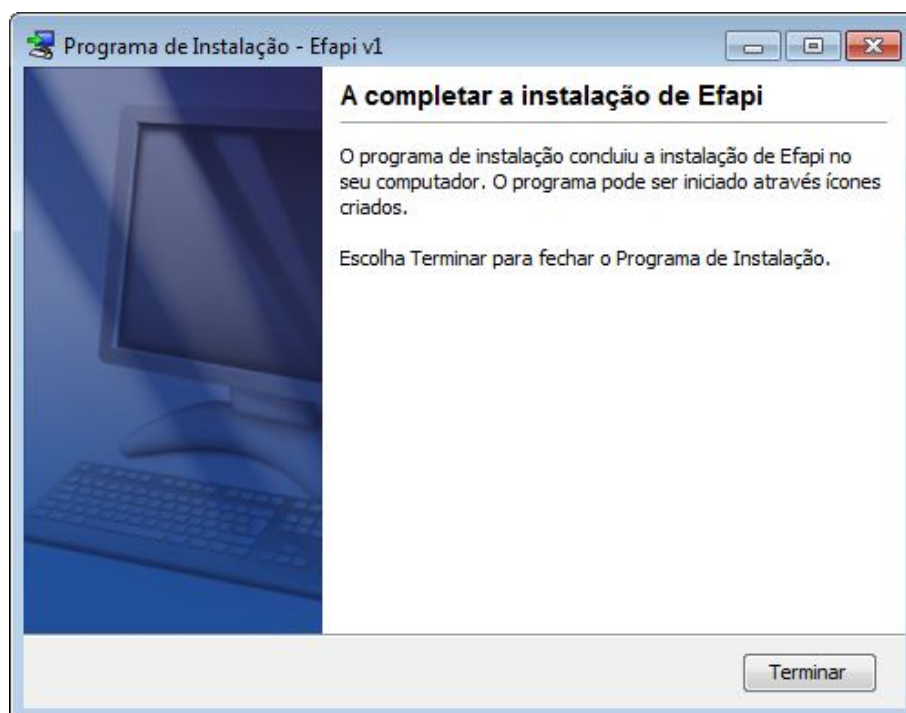 Programa de Instalação - Efapi v1
A completar a instalação de Efapi
O programa de instalação concluiu a instalação de Efapi no
seu computador. O programa pode ser iniciado através ícones
criados.
Escolha Terminar para fechar o Programa de Instalação.
Terminar